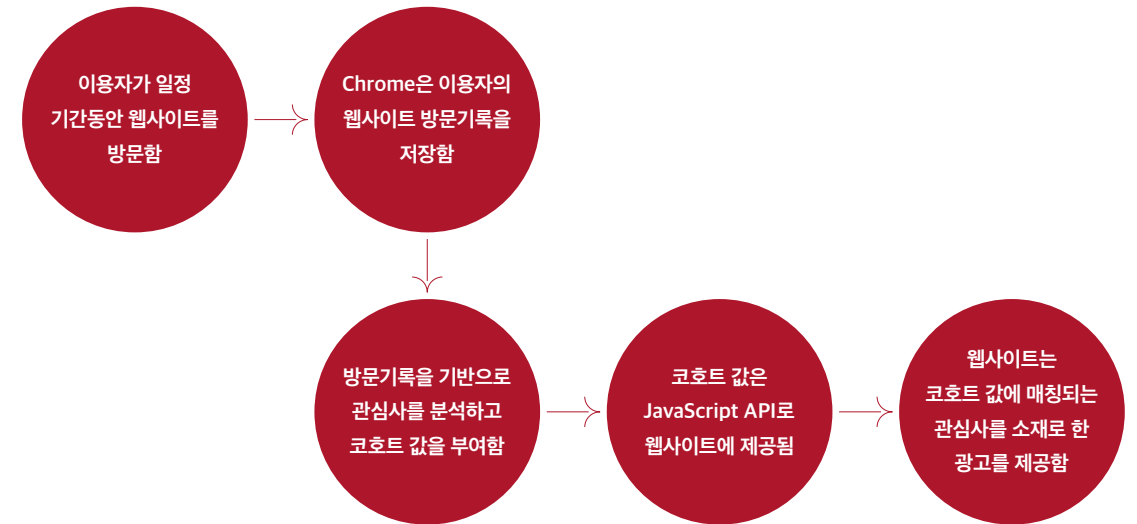 이용자가 일정
기간동안 웹사이트를
방문함
Chrome은 이용자의
웹사이트 방문기록을
저장함
방문기록을 기반으로
관심사를 분석하고
코호트 값을 부여함
코호트 값은
JavaScript API로
웹사이트에 제공됨
웹사이트는
코호트 값에 매칭되는
관심사를 소재로 한
광고를 제공함